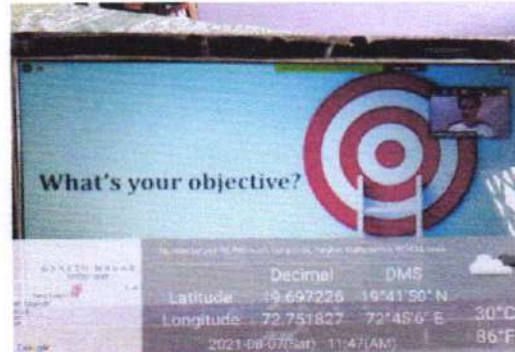 What's your objective?
Decimal DMS
Latitude 19.697226 19°41'50" N
Longitude 72.751827 72°45'6" E
30°C
2021-08-07(Sat) 11:47(AM)
86°F
Google